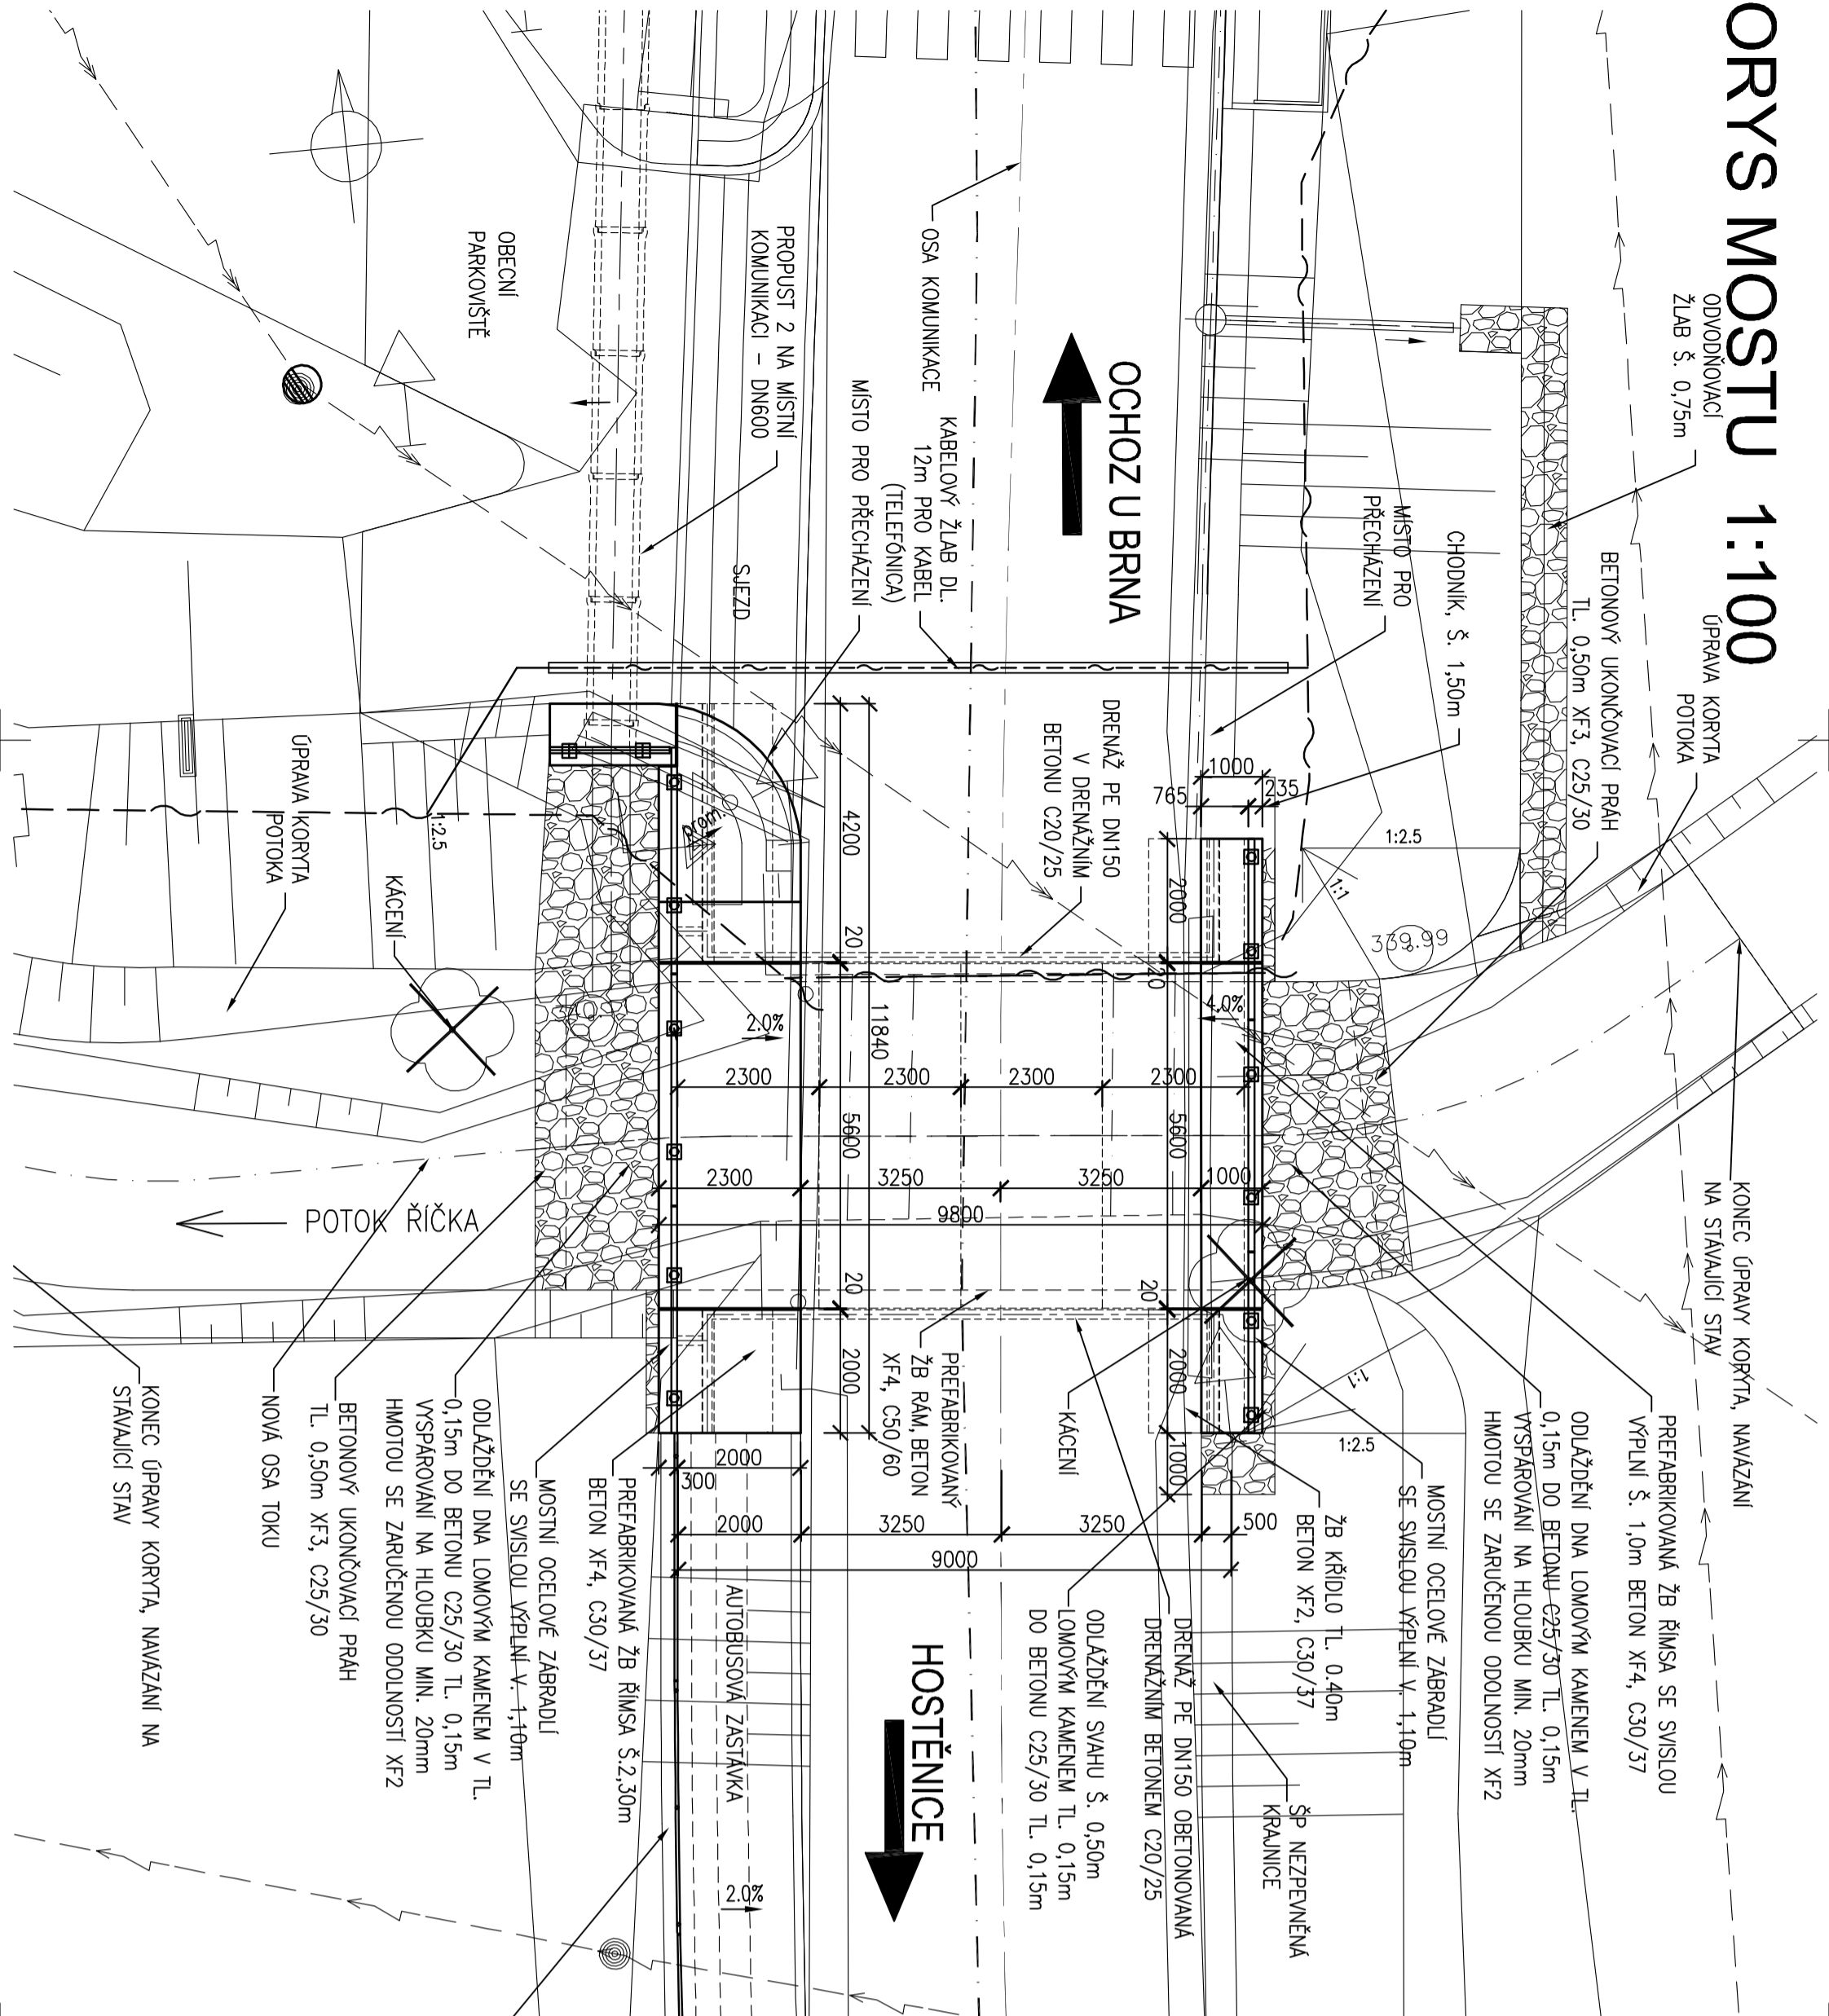 ORYS MOSTU 1:100
ODVODŇOVACÍ
ŽLAB Š. 0,75m
ÚPRAVA KORYTA
POTOKA
BETONOVÝ UKONČOVACÍ PRÁH
TL. 0,50m XF3, C25/30
CHODNÍK, Š. 1,50m
MÍSTO PRO
PŘECHÁZENÍ
OCHOZ U BRNA
OSA KOMUNIKACE
KABELOVÝ ŽLAB DL.
12m PRO KABEL
(TELEFÓNICA)
MÍSTO PRO PŘECHÁZENÍ
PROPUST 2 NA MÍSTNÍ
KOMUNIKACI - DN600
SJEZD
OBECNÍ
PARKOVIŠTĚ
DRENÁŽ PE DN150
V DRENÁŽNÍM
BETONU C20/25
ÚPRAVA KORYTA
POTOKA
KÁCENÍ
1:2.5
prom.
1000
765
235
1:2.5
1:1
339.99
4200
20
11840
5600
20
2000
2000
20
4.0%
5600
20
2000
1000
2.0%
2300
2300
2300
2300
2300
3250
3250
1000
9800
POTOK ŘÍČKA
1:1
1:2.5
2000
300
2000
3250
3250
500
9000
KONEC ÚPRAVY KORYTA, NAVÁZÁNÍ
NA STÁVAJÍCÍ STAV
PREFABRIKOVANÁ ŽB ŘÍMSA SE SVISLOU
VÝPLNÍ Š. 1,0m BETON XF4, C30/37
ODLÁŽDĚNÍ DNA LOMOVÝM KAMENEM V TL.
0,15m DO BETONU C25/30 TL. 0,15m
VYSPÁROVÁNÍ NA HLOUBKU MIN. 20mm
HMOTOU SE ZARUČENOU ODOLNOSTÍ XF2
MOSTNÍ OCELOVÉ ZÁBRADLÍ
SE SVISLOU VÝPLNÍ V. 1,10m
ŽB KŘÍDLO TL. 0.40m
BETON XF2, C30/37
ŠP NEZPEVNĚNÁ
KRAJNICE
DRENÁŽ PE DN150 OBETONOVANÁ
DRENÁŽNÍM BETONEM C20/25
ODLÁŽDĚNÍ SVAHU Š. 0,50m
LOMOVÝM KAMENEM TL. 0,15m
DO BETONU C25/30 TL. 0,15m
KÁCENÍ
PREFABRIKOVANÝ
ŽB RÁM, BETON
XF4, C50/60
HOSTĚNICE
AUTOBUSOVÁ ZASTÁVKA
2.0%
PREFABRIKOVANÁ ŽB ŘÍMSA Š.2,30m
BETON XF4, C30/37
MOSTNÍ OCELOVÉ ZÁBRADLÍ
SE SVISLOU VÝPLNÍ V. 1,10m
ODLÁŽDĚNÍ DNA LOMOVÝM KAMENEM V TL.
0,15m DO BETONU C25/30 TL. 0,15m
VYSPÁROVÁNÍ NA HLOUBKU MIN. 20mm
HMOTOU SE ZARUČENOU ODOLNOSTÍ XF2
BETONOVÝ UKONČOVACÍ PRÁH
TL. 0,50m XF3, C25/30
NOVÁ OSA TOKU
KONEC ÚPRAVY KORYTA, NAVÁZÁNÍ NA
STÁVAJÍCÍ STAV